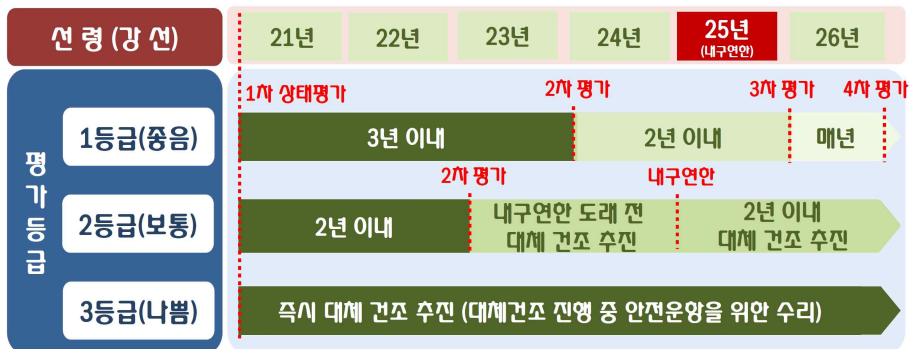 선 령 (강 선)
21년
22년
23년
24년
25년
(내구연한)
26년
평가등급
1차 상태평가
2차 평가
3차 평가
4차 평가
1등급(좋음)
3년 이내
2년 이내
매년
2차 평가
내구연한
2등급(보통)
2년 이내
내구연한 도래 전
대체 건조 추진
2년 이내
대체 건조 추진
3등급(나쁨)
즉시 대체 건조 추진 (대체건조 진행 중 안전운항을 위한 수리)